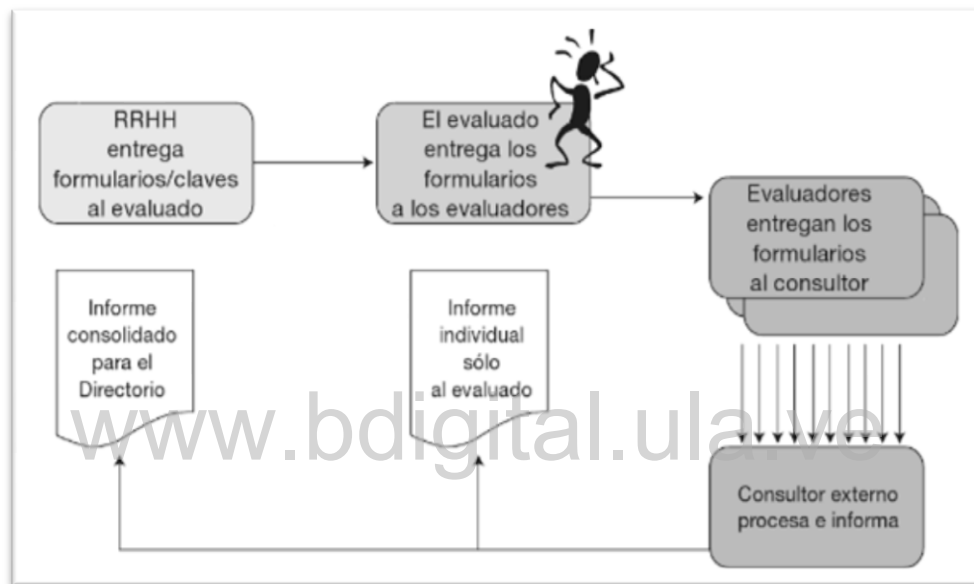 RRHH
entrega
formularios/claves
al evaluado
El evaluado
entrega los
formularios
a los evaluadores
Evaluadores
entregan los
formularios
al consultor
Informe
consolidado
para el
Directorio
Informe
individual
sólo
al evaluado
www.bdigital.ula.ve
Consultor externo
procesa e informa